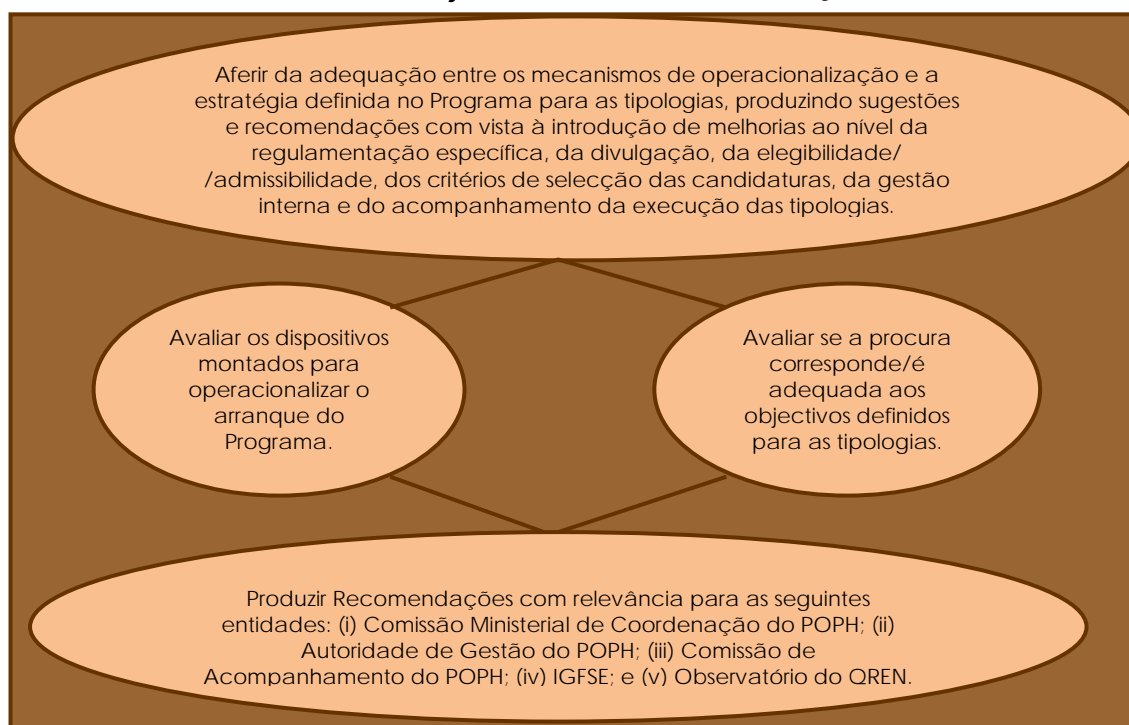 Aferir da adequação entre os mecanismos de operacionalização e a
estratégia definida no Programa para as tipologias, produzindo sugestões
e recomendações com vista à introdução de melhorias ao nível da
regulamentação específica, da divulgação, da elegibilidade/
/admissibilidade, dos critérios de selecção das candidaturas, da gestão
interna e do acompanhamento da execução das tipologias.
Avaliar os dispositivos
montados para
operacionalizar o
arranque do
Programa.
Avaliar se a procura
corresponde/é
adequada aos
objectivos definidos
para as tipologias.
Produzir Recomendações com relevância para as seguintes
entidades: (i) Comissão Ministerial de Coordenação do POPH; (ii)
Autoridade de Gestão do POPH; (iii) Comissão de
Acompanhamento do POPH; (iv) IGFSE; e (v) Observatório do QREN.